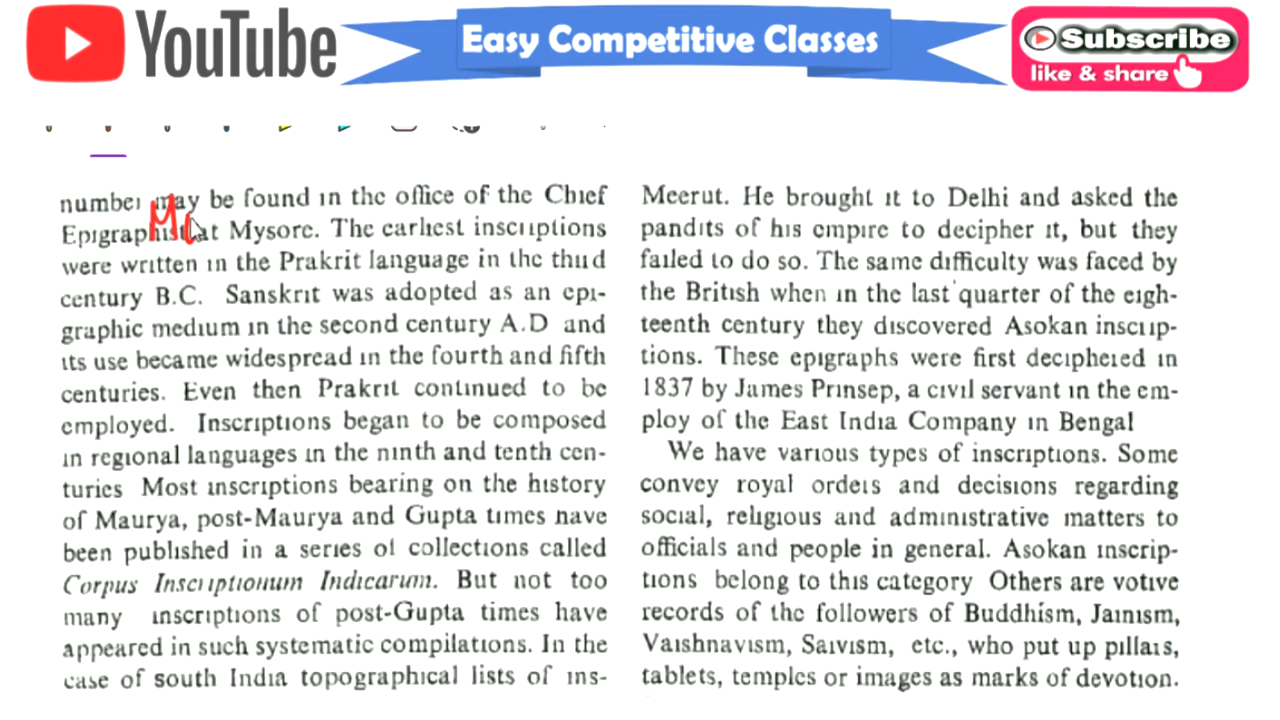 YouTube
Easy Competitive Classes
Subscribe
like & share
number may be found in the office of the Chief
Epigraphist at Mysore. The earliest inscriptions
were written in the Prakrit language in the third
century B.C. Sanskrit was adopted as an epi-
graphic medium in the second century A.D and
its use became widespread in the fourth and fifth
centuries. Even then Prakrit continued to be
employed. Inscriptions began to be composed
in regional languages in the ninth and tenth cen-
turies Most inscriptions bearing on the history
of Maurya, post-Maurya and Gupta times have
been published in a series of collections called
Corpus Inscriptionum Indicarum. But not too
many inscriptions of post-Gupta times have
appeared in such systematic compilations. In the
case of south India topographical lists of ins-
Meerut. He brought it to Delhi and asked the
pandits of his empire to decipher it, but they
failed to do so. The same difficulty was faced by
the British when in the last quarter of the eigh-
teenth century they discovered Asokan inscrip-
tions. These epigraphs were first deciphered in
1837 by James Prinsep, a civil servant in the em-
ploy of the East India Company in Bengal
We have various types of inscriptions. Some
convey royal orders and decisions regarding
social, religious and administrative matters to
officials and people in general. Asokan inscrip-
tions belong to this category Others are votive
records of the followers of Buddhism, Jainism,
Vaishnavism, Saivism, etc., who put up pillars,
tablets, temples or images as marks of devotion.